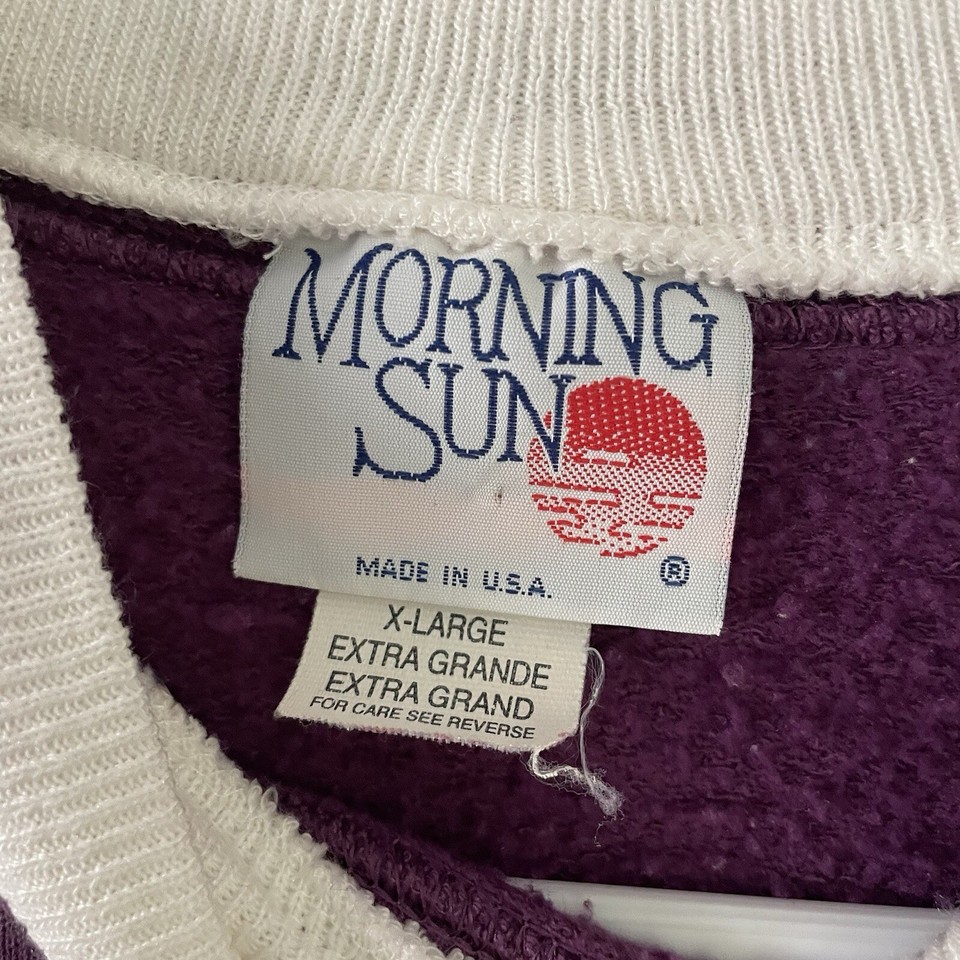 MORNING
SUN
MADE IN U.S.A. ®
X-LARGE
EXTRA GRANDE
EXTRA GRAND
FOR CARE SEE REVERSE